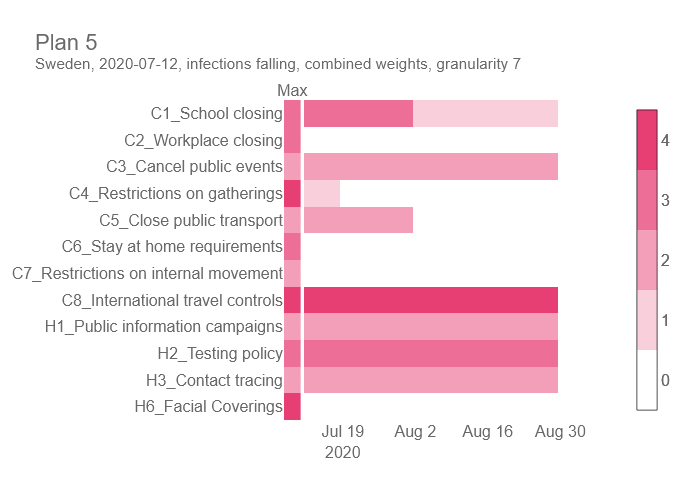 Plan 5
Sweden, 2020-07-12, infections falling, combined weights, granularity 7
Max
C1_School closing
C2_Workplace closing
C3_Cancel public events
C4_Restrictions on gatherings
C5_Close public transport
C6_Stay at home requirements
C7_Restrictions on internal movement
C8_International travel controls
H1_Public information campaigns
H2_Testing policy
H3_Contact tracing
H6_Facial Coverings
Jul 19 Aug 2 Aug 16 Aug 30
2020
4
3
2
1
0